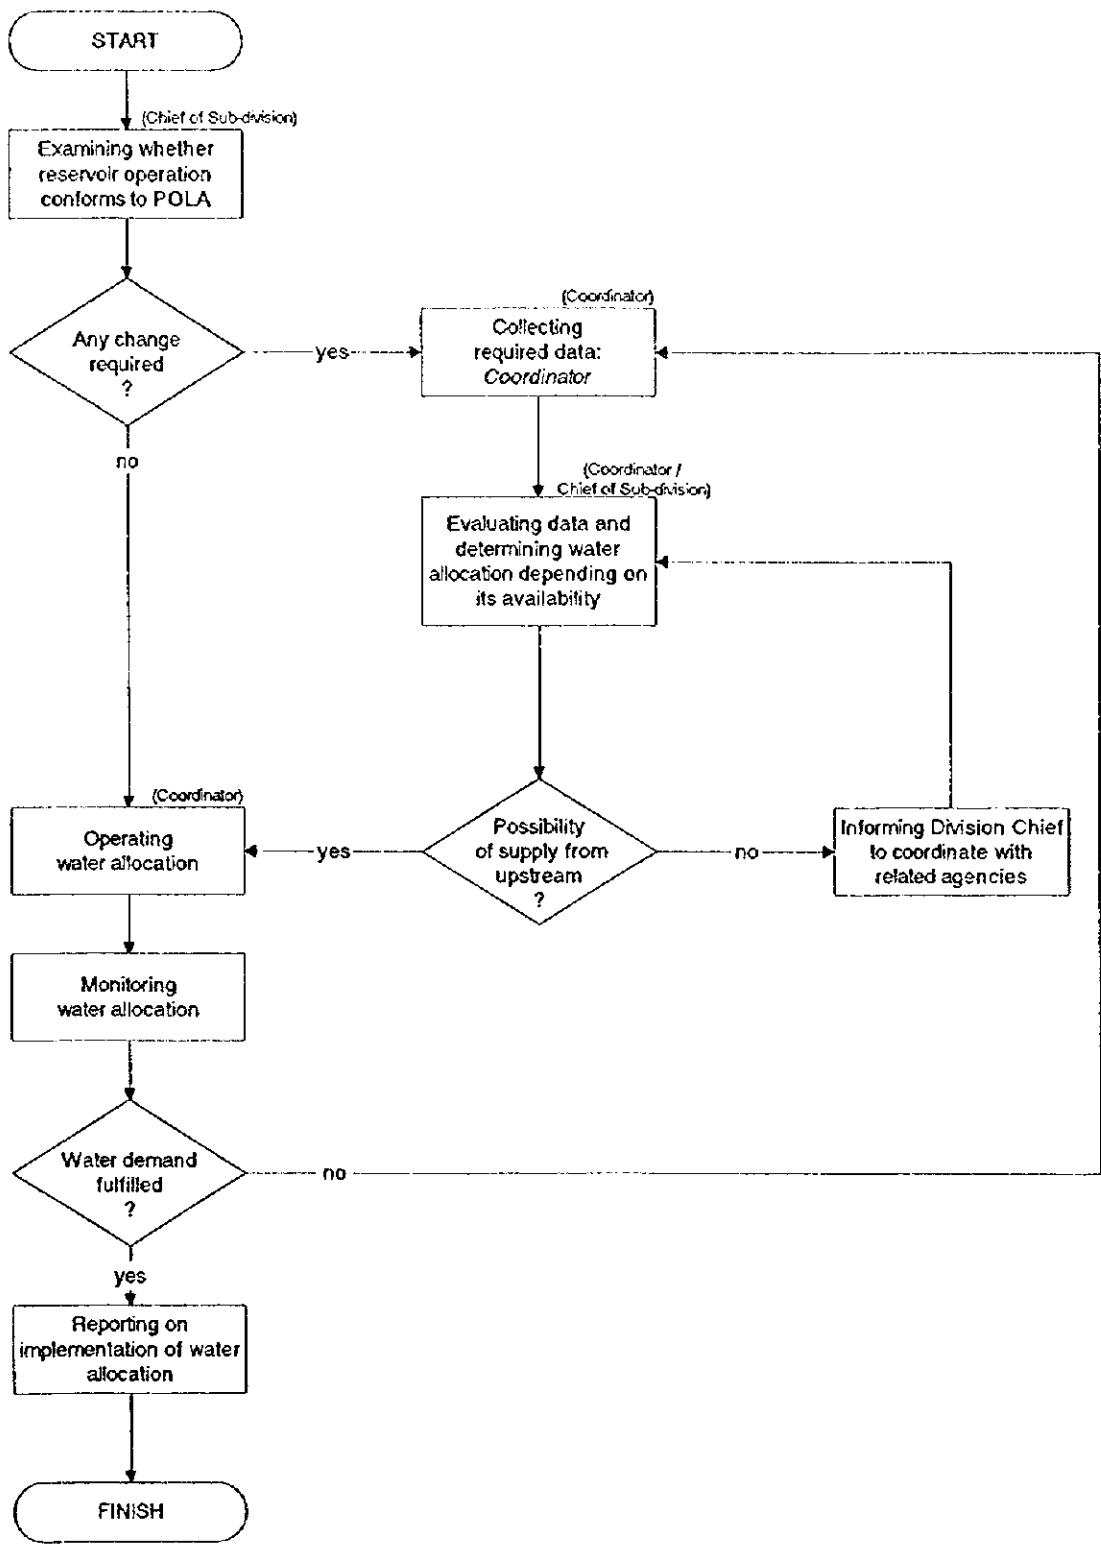 START
(Chief of Sub-division)
Examining whether
reservoir operation
conforms to POLA
Any change
required
?
yes
no
(Coordinator)
Collecting
required data:
Coordinator
(Coordinator /
Chief of Sub-division)
Evaluating data and
determining water
allocation depending on
its availability
Possibility
of supply from
upstream
?
yes
no
Informing Division Chief
to coordinate with
related agencies
(Coordinator)
Operating
water allocation
Monitoring
water allocation
Water demand
fulfilled
?
no
yes
Reporting on
implementation of water
allocation
FINISH